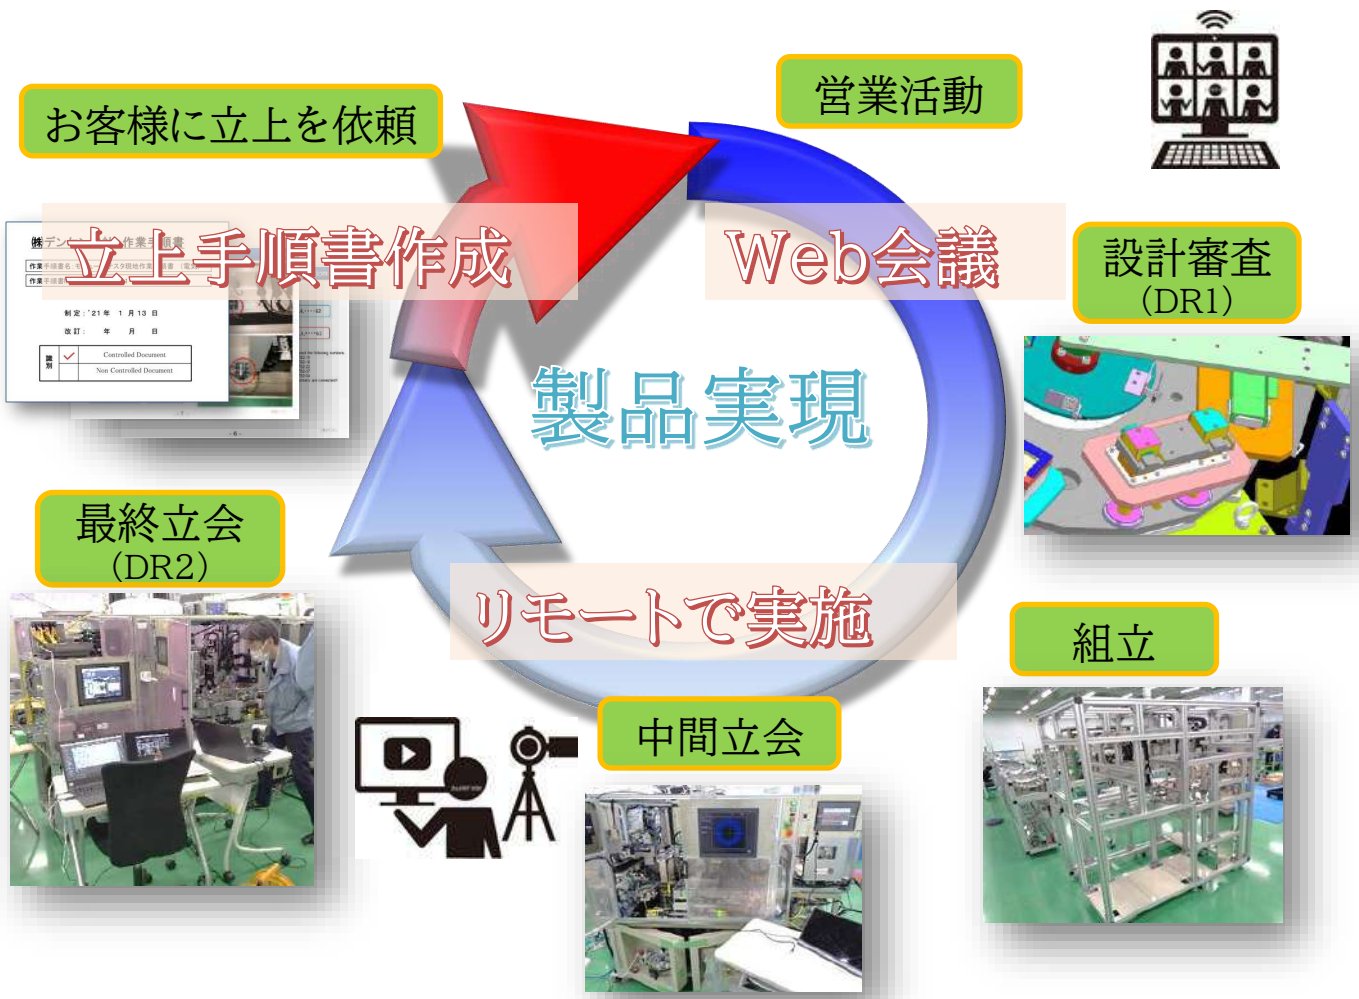 営業活動
お客様に立上を依頼
立上手順書作成
Web会議
設計審査
(DR1)
製品実現
制定:'21年 1月13日
改訂: 年 月 日
識別
Controlled Document
Non Controlled Document
最終立会
(DR2)
リモートで実施
組立
中間立会